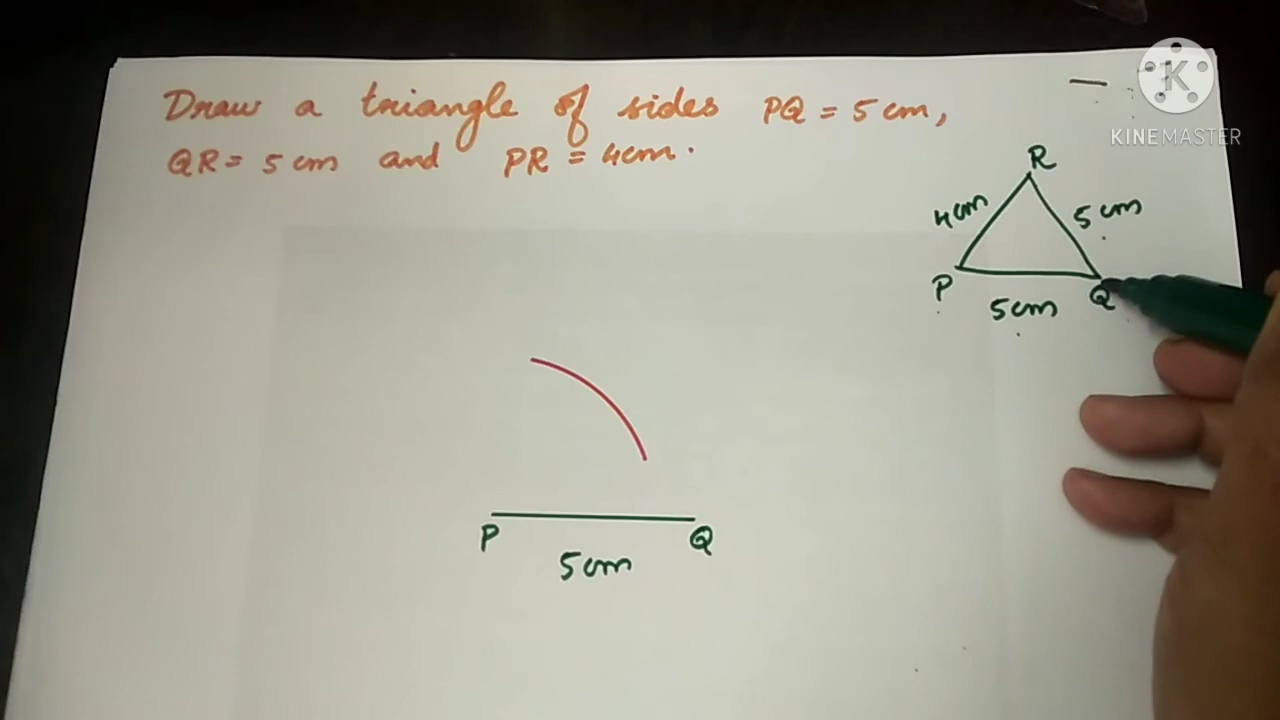 Draw a triangle of sides PQ = 5 cm,
QR = 5 cm and PR = 4cm.
K
KINEMASTER
R
4cm
5 cm
P
Q
5cm
P
Q
5cm